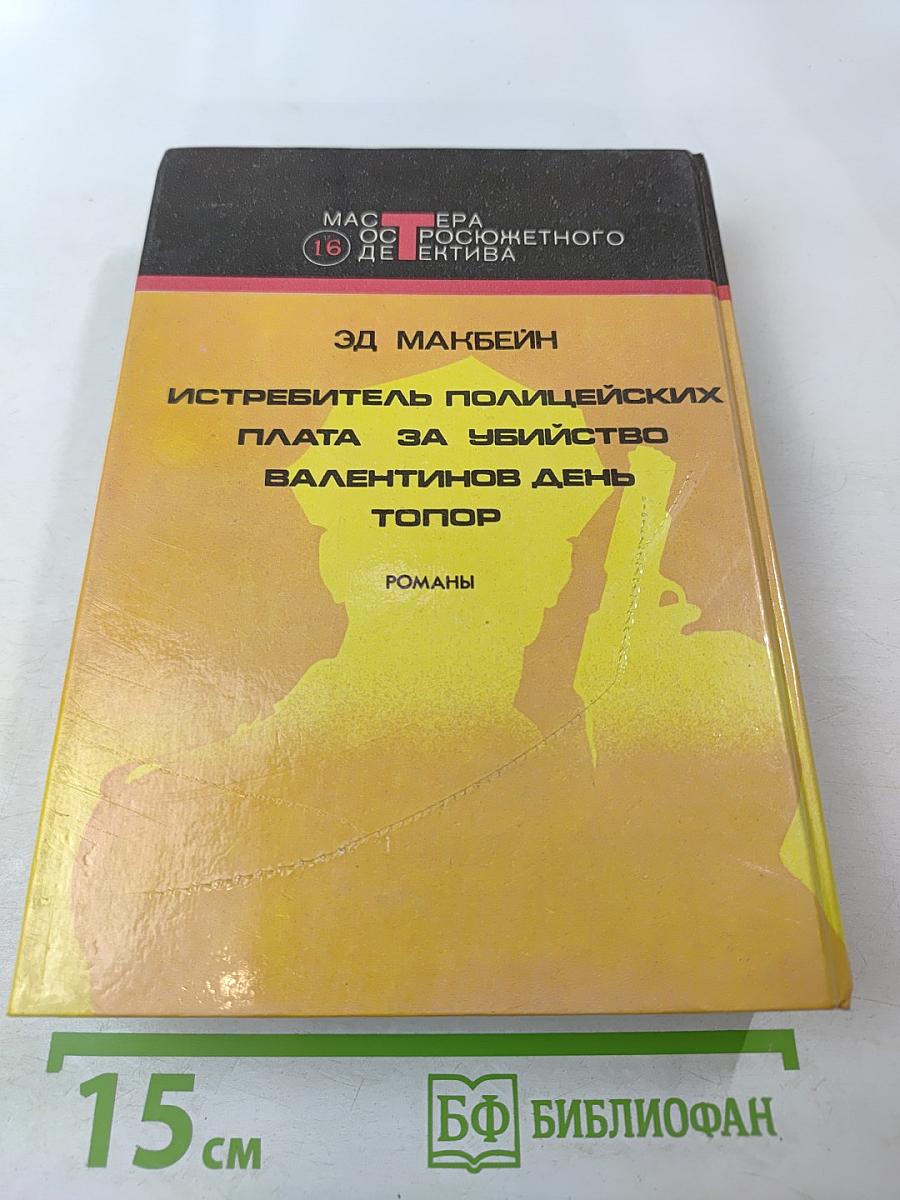 МАСТЕРА
16 ОСТРОСЮЖЕТНОГО
ДЕТЕКТИВА
ЭД МАКБЕЙН
ИСТРЕБИТЕЛЬ ПОЛИЦЕЙСКИХ
ПЛАТА ЗА УБИЙСТВО
ВАЛЕНТИНОВ ДЕНЬ
ТОПОР
РОМАНЫ
15 см
БФ БИБЛИОФАН